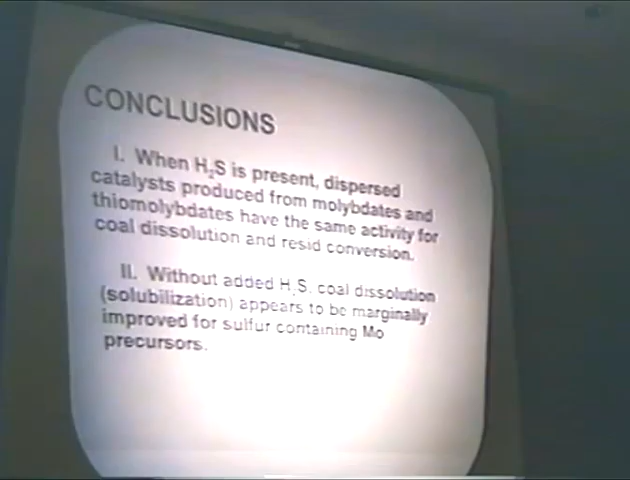 CONCLUSIONS
I. When H₂S is present, dispersed
catalysts produced from molybdates and
thiomolybdates have the same activity for
coal dissolution and resid conversion.
II. Without added H₂S, coal dissolution
(solubilization) appears to be marginally
improved for sulfur containing Mo
precursors.